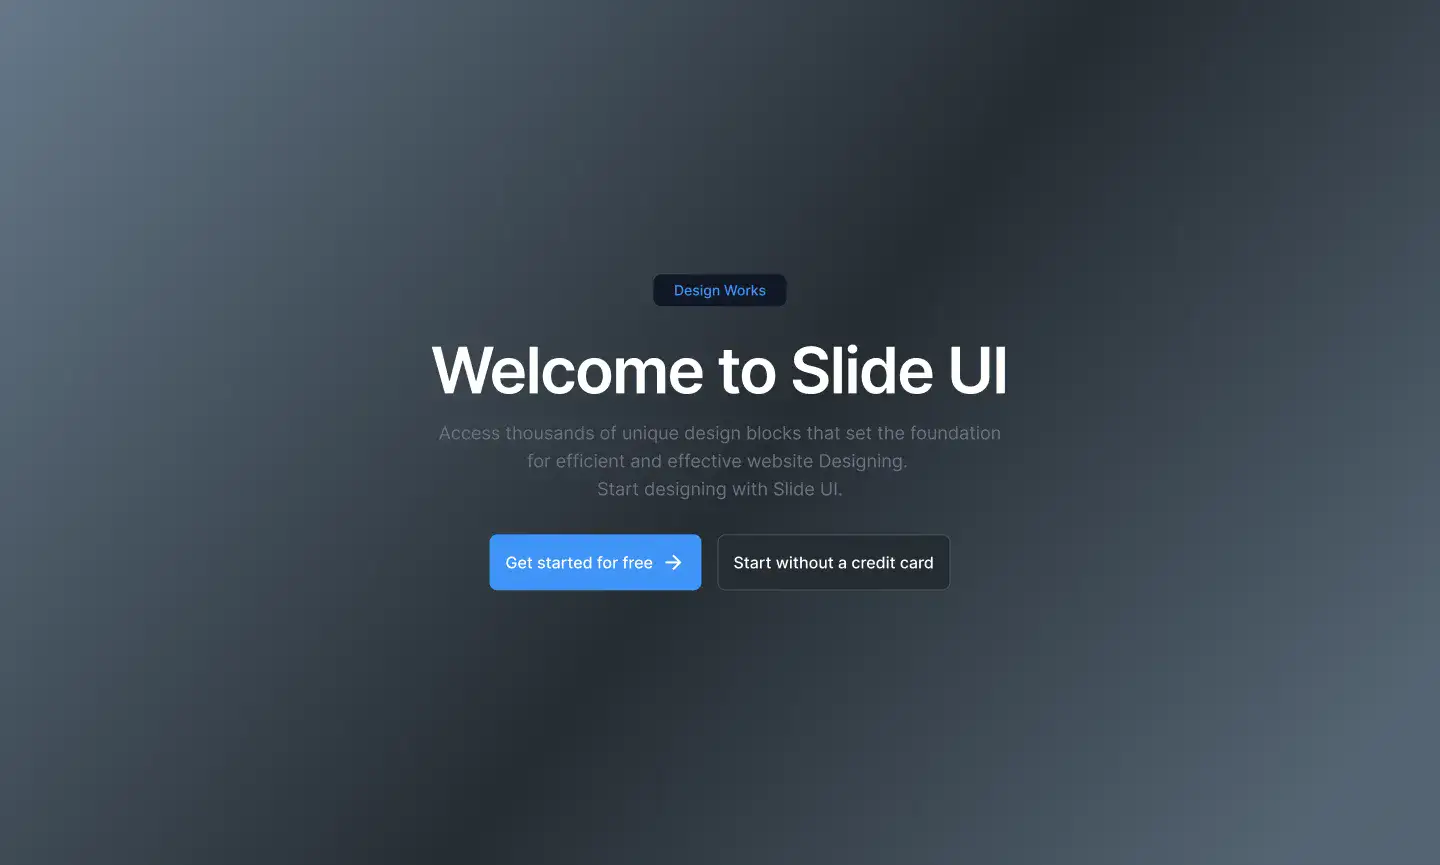 Design Works
Welcome to Slide UI
Access thousands of unique design blocks that set the foundation
for efficient and effective website Designing.
Start designing with Slide UI.
Get started for free
Start without a credit card